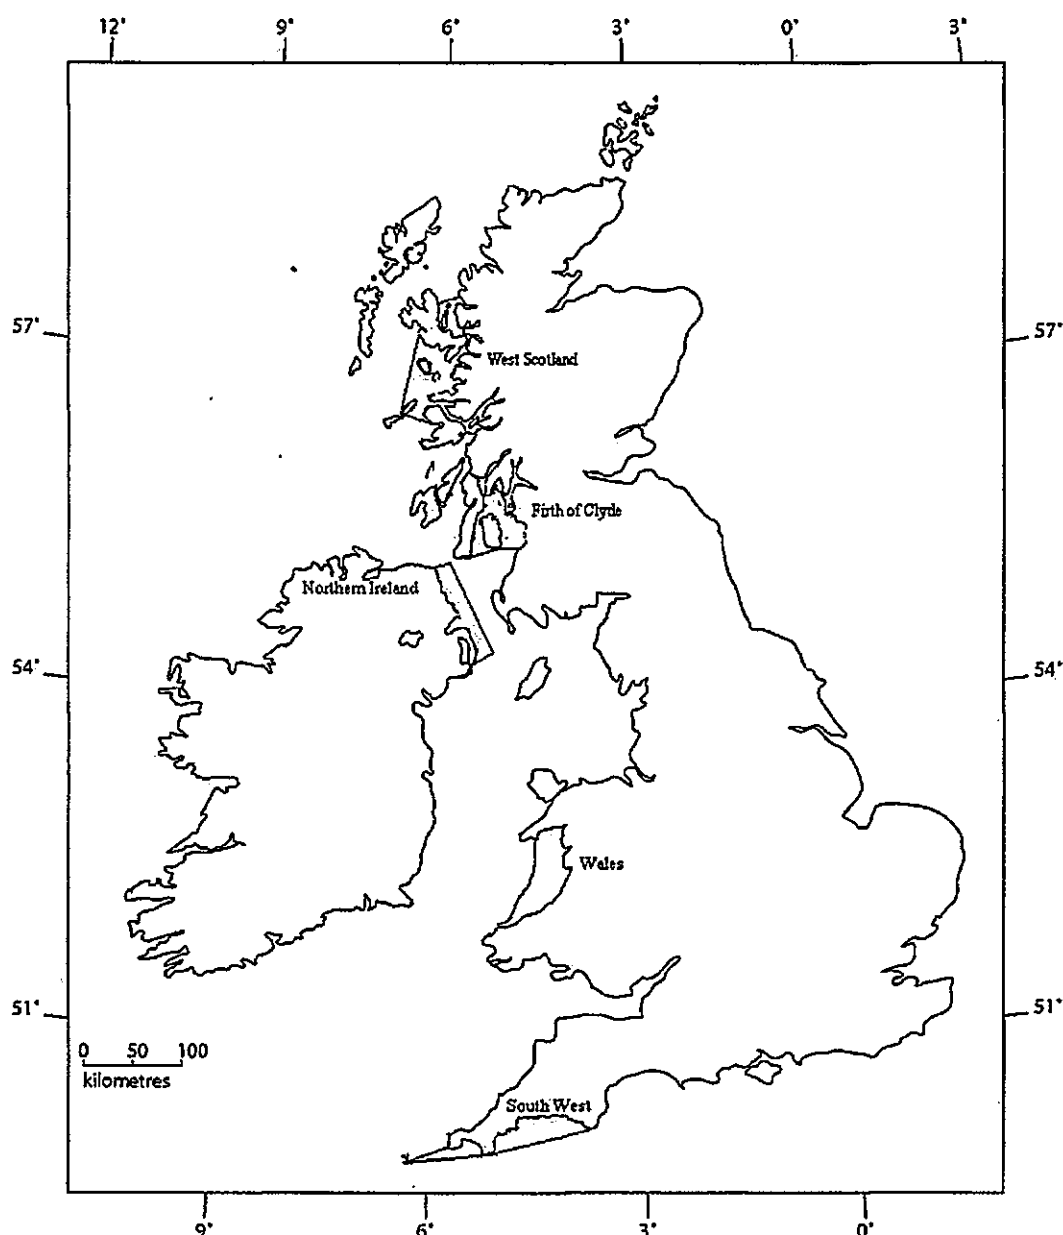 12° 9° 6° 3° 0° 3°
57° 57°
West Scotland
Firth of Clyde
Northern Ireland
54° 54°
Wales
51° 51°
0 50 100
kilometres
South West
9° 6° 3° 0°